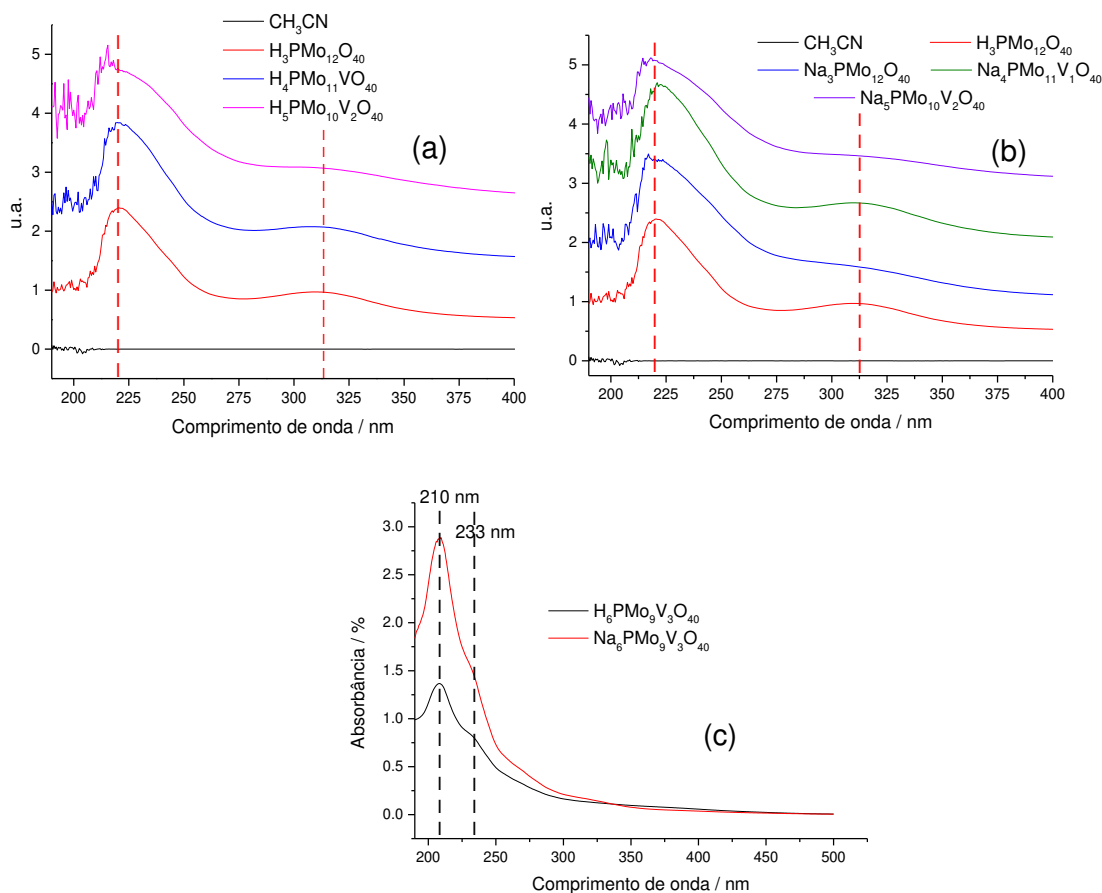 CH₃CN
H₃PMo₁₂O₄₀
H₄PMo₁₁VO₄₀
H₅PMo₁₀V₂O₄₀
(a)
u.a.
5
4
3
2
1
0
200 225 250 275 300 325 350 375 400
Comprimento de onda / nm
CH₃CN H₃PMo₁₂O₄₀
Na₃PMo₁₂O₄₀ Na₄PMo₁₁V₁O₄₀
Na₅PMo₁₀V₂O₄₀
(b)
u.a.
5
4
3
2
1
0
200 225 250 275 300 325 350 375 400
Comprimento de onda / nm
210 nm
233 nm
H₆PMo₉V₃O₄₀
Na₆PMo₉V₃O₄₀
(c)
Absorbância / %
3.0
2.5
2.0
1.5
1.0
0.5
0.0
200 250 300 350 400 450 500
Comprimento de onda / nm